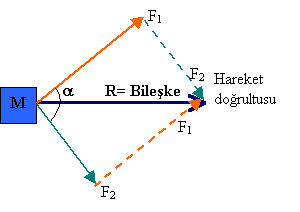 F₁
F₂
Hareket
doğrultusu
α
R= Bileşke
M
F₁
F₂